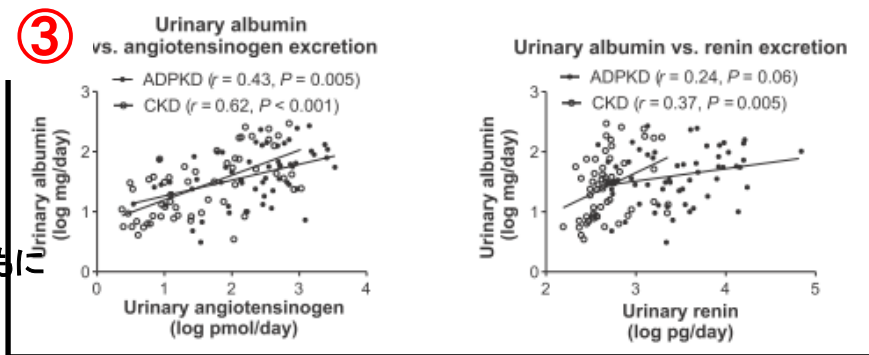 ③
Urinary albumin
vs. angiotensinogen excretion
ADPKD (r = 0.43, P = 0.005)
CKD (r = 0.62, P < 0.001)
3
2
1
0
Urinary albumin
(log mg/day)
0 1 2 3 4
Urinary angiotensinogen
(log pmol/day)
に
Urinary albumin vs. renin excretion
ADPKD (r = 0.24, P = 0.06)
CKD (r = 0.37, P = 0.005)
3
2
1
0
Urinary albumin
(log mg/day)
2 3 4 5
Urinary renin
(log pg/day)